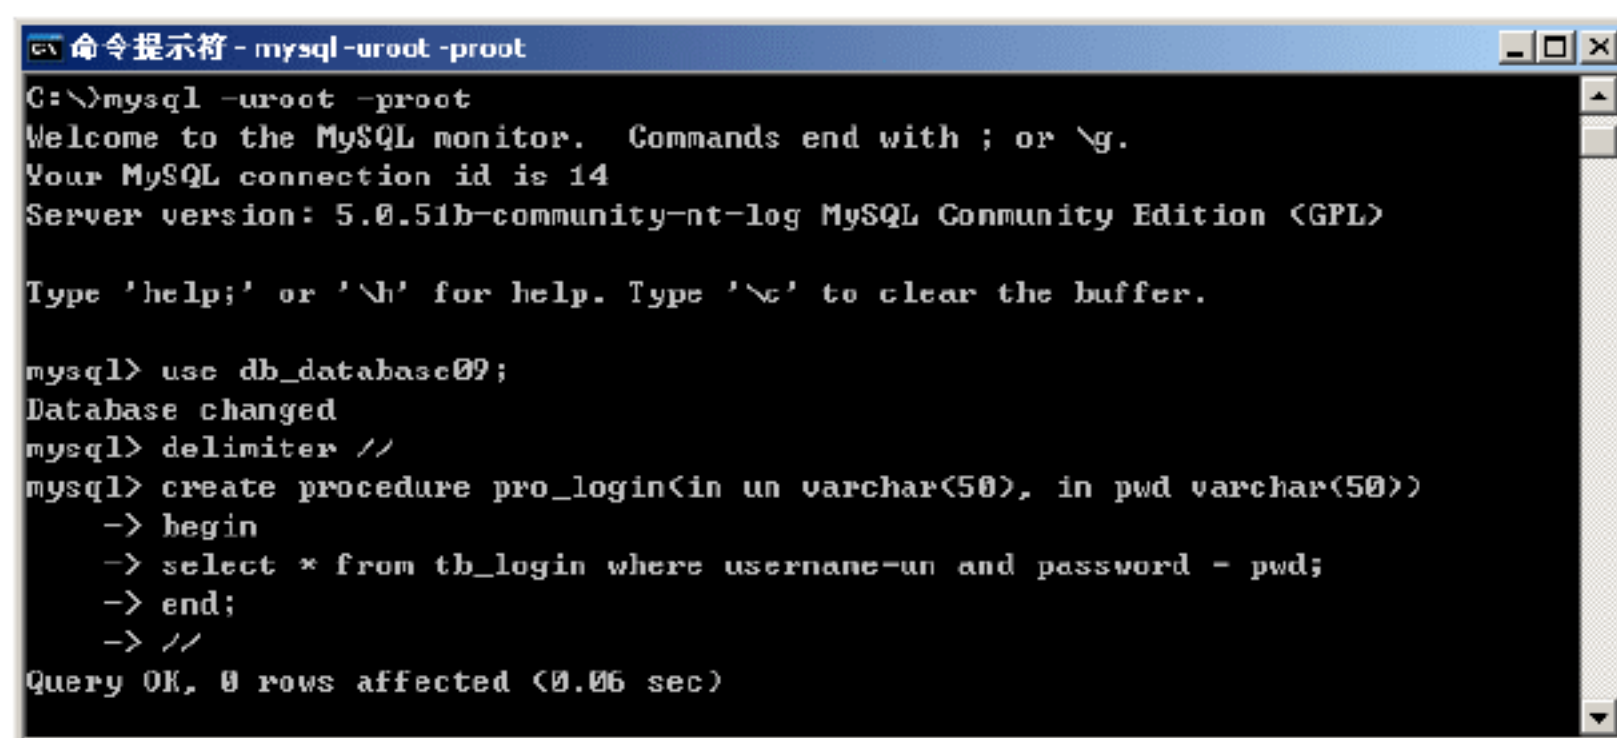 命令提示符 - mysql -uroot -proot
C:\>mysql -uroot -proot
Welcome to the MySQL monitor.  Commands end with ; or \g.
Your MySQL connection id is 14
Server version: 5.0.51b-community-nt-log MySQL Community Edition (GPL)
Type 'help;' or '\h' for help. Type '\c' to clear the buffer.
mysql> use db_database09;
Database changed
mysql> delimiter //
mysql> create procedure pro_login(in un varchar(50), in pwd varchar(50))
    -> begin
    -> select * from tb_login where username=un and password = pwd;
    -> end;
    -> //
Query OK, 0 rows affected (0.06 sec)